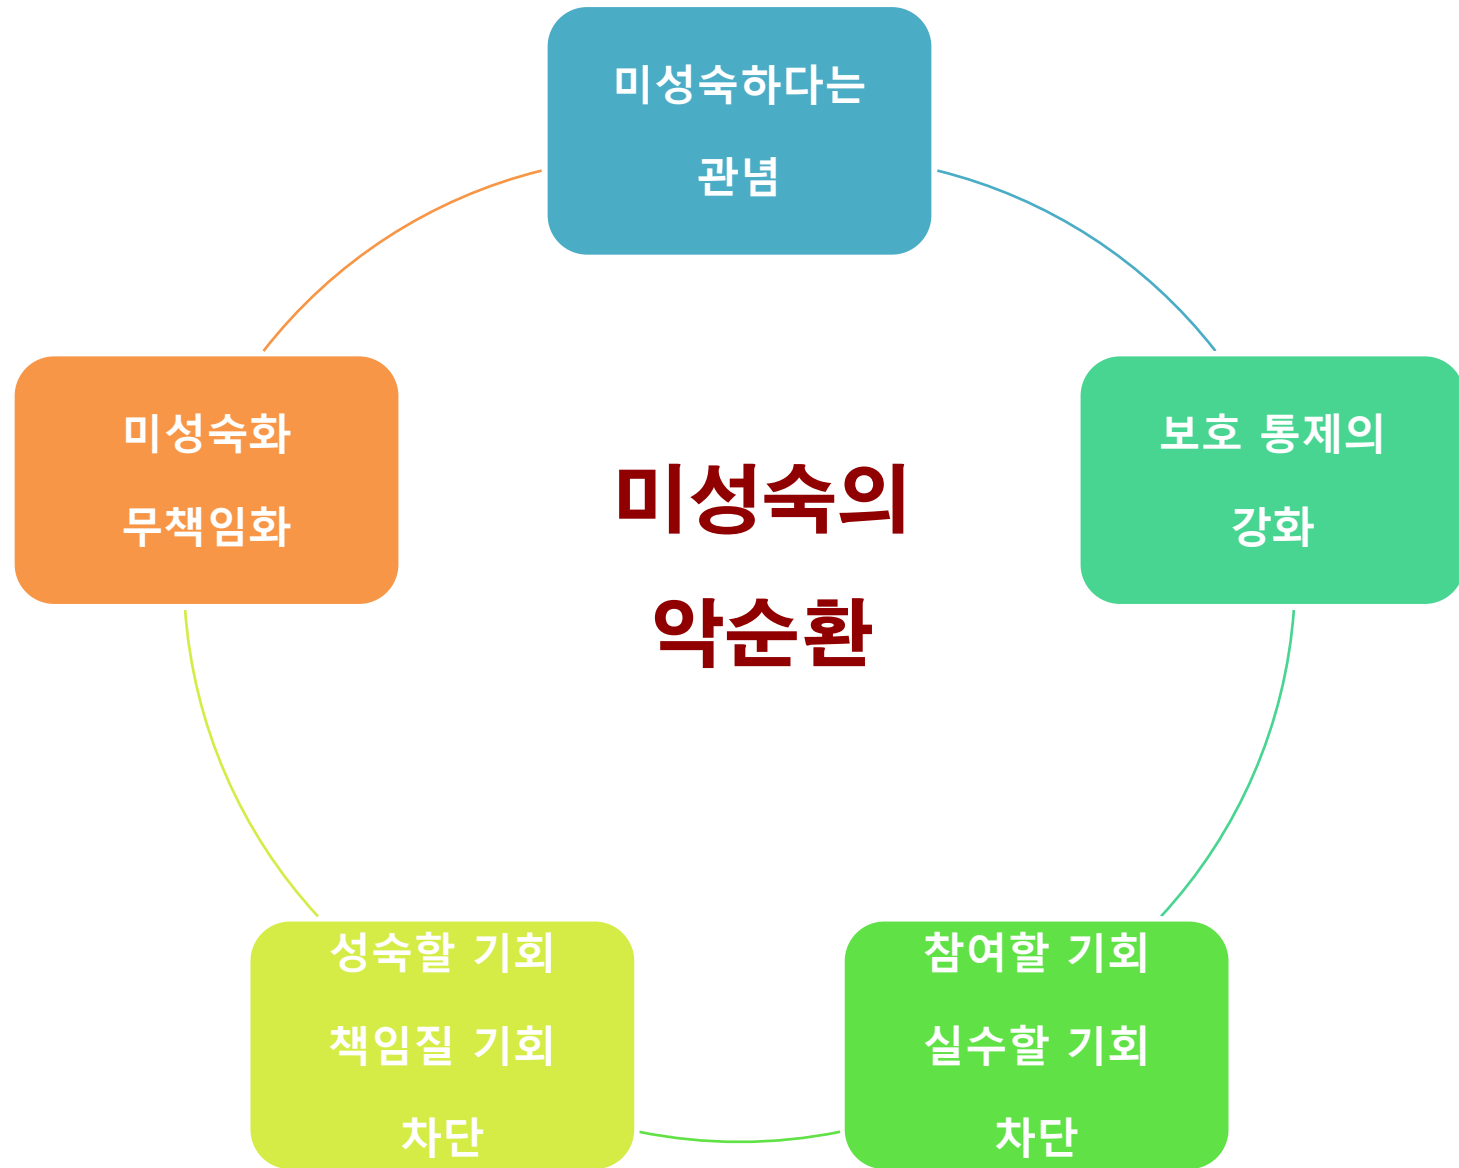 미성숙하다는
관념
보호 통제의
강화
참여할 기회
실수할 기회
차단
성숙할 기회
책임질 기회
차단
미성숙화
무책임화
미성숙의
악순환